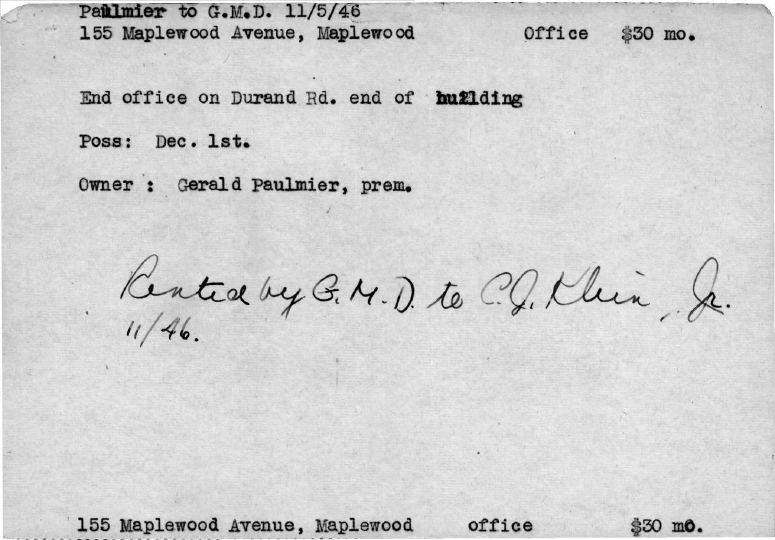 Paulmier to G.M.D. 11/5/46
155 Maplewood Avenue, Maplewood Office $30 mo.
End office on Durand Rd. end of building
Poss: Dec. 1st.
Owner : Gerald Paulmier, prem.
Rented by G.M.D. to C.J. Klein, Jr.
11/46.
155 Maplewood Avenue, Maplewood office $30 mo.